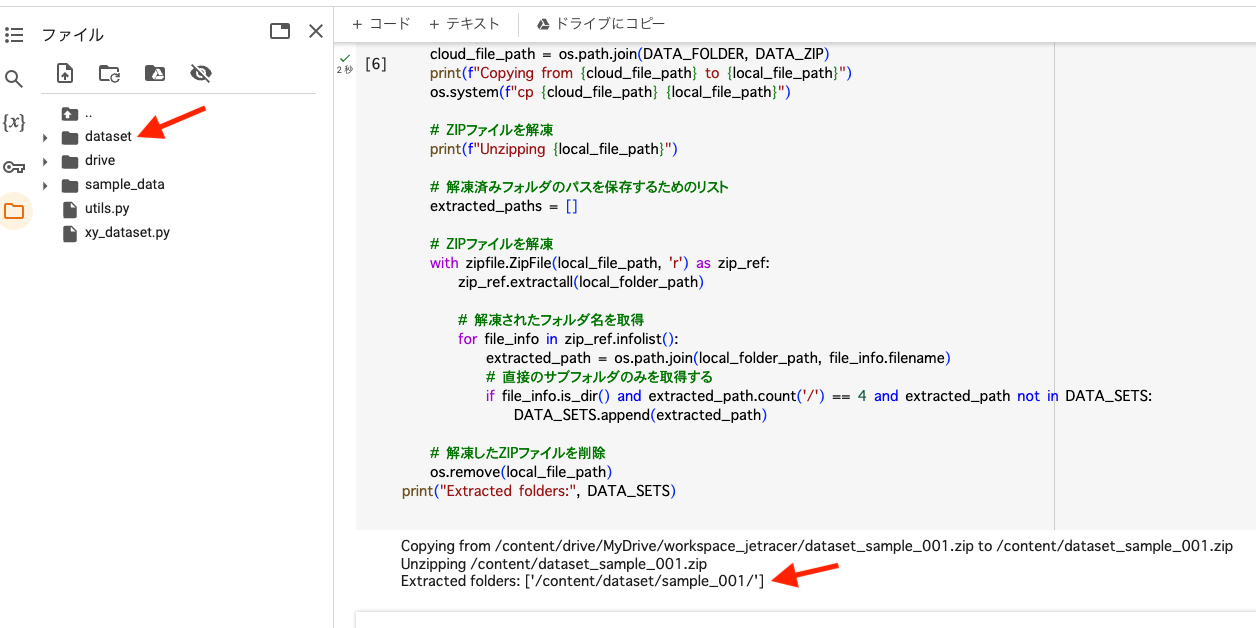 ファイル
..
dataset
drive
sample_data
utils.py
xy_dataset.py
{x}
+ コード + テキスト ドライブにコピー
2 秒
[6]
cloud_file_path = os.path.join(DATA_FOLDER, DATA_ZIP)
print(f"Copying from {cloud_file_path} to {local_file_path}")
os.system(f"cp {cloud_file_path} {local_file_path}")
# ZIPファイルを解凍
print(f"Unzipping {local_file_path}")
# 解凍済みフォルダのパスを保存するためのリスト
extracted_paths = []
# ZIPファイルを解凍
with zipfile.ZipFile(local_file_path, 'r') as zip_ref:
zip_ref.extractall(local_folder_path)
# 解凍されたフォルダ名を取得
for file_info in zip_ref.infolist():
extracted_path = os.path.join(local_folder_path, file_info.filename)
# 直接のサブフォルダのみを取得する
if file_info.is_dir() and extracted_path.count('/') == 4 and extracted_path not in DATA_SETS:
DATA_SETS.append(extracted_path)
# 解凍したZIPファイルを削除
os.remove(local_file_path)
print("Extracted folders:", DATA_SETS)
Copying from /content/drive/MyDrive/workspace_jetracer/dataset_sample_001.zip to /content/dataset_sample_001.zip
Unzipping /content/dataset_sample_001.zip
Extracted folders: ['/content/dataset/sample_001/']